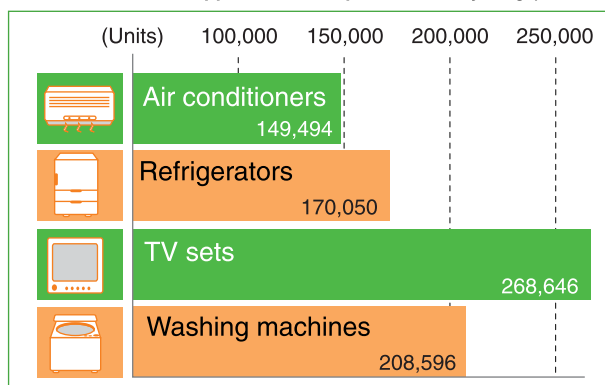 (Units) 100,000 150,000 200,000 250,000
Air conditioners
149,494
Refrigerators
170,050
TV sets
268,646
Washing machines
208,596